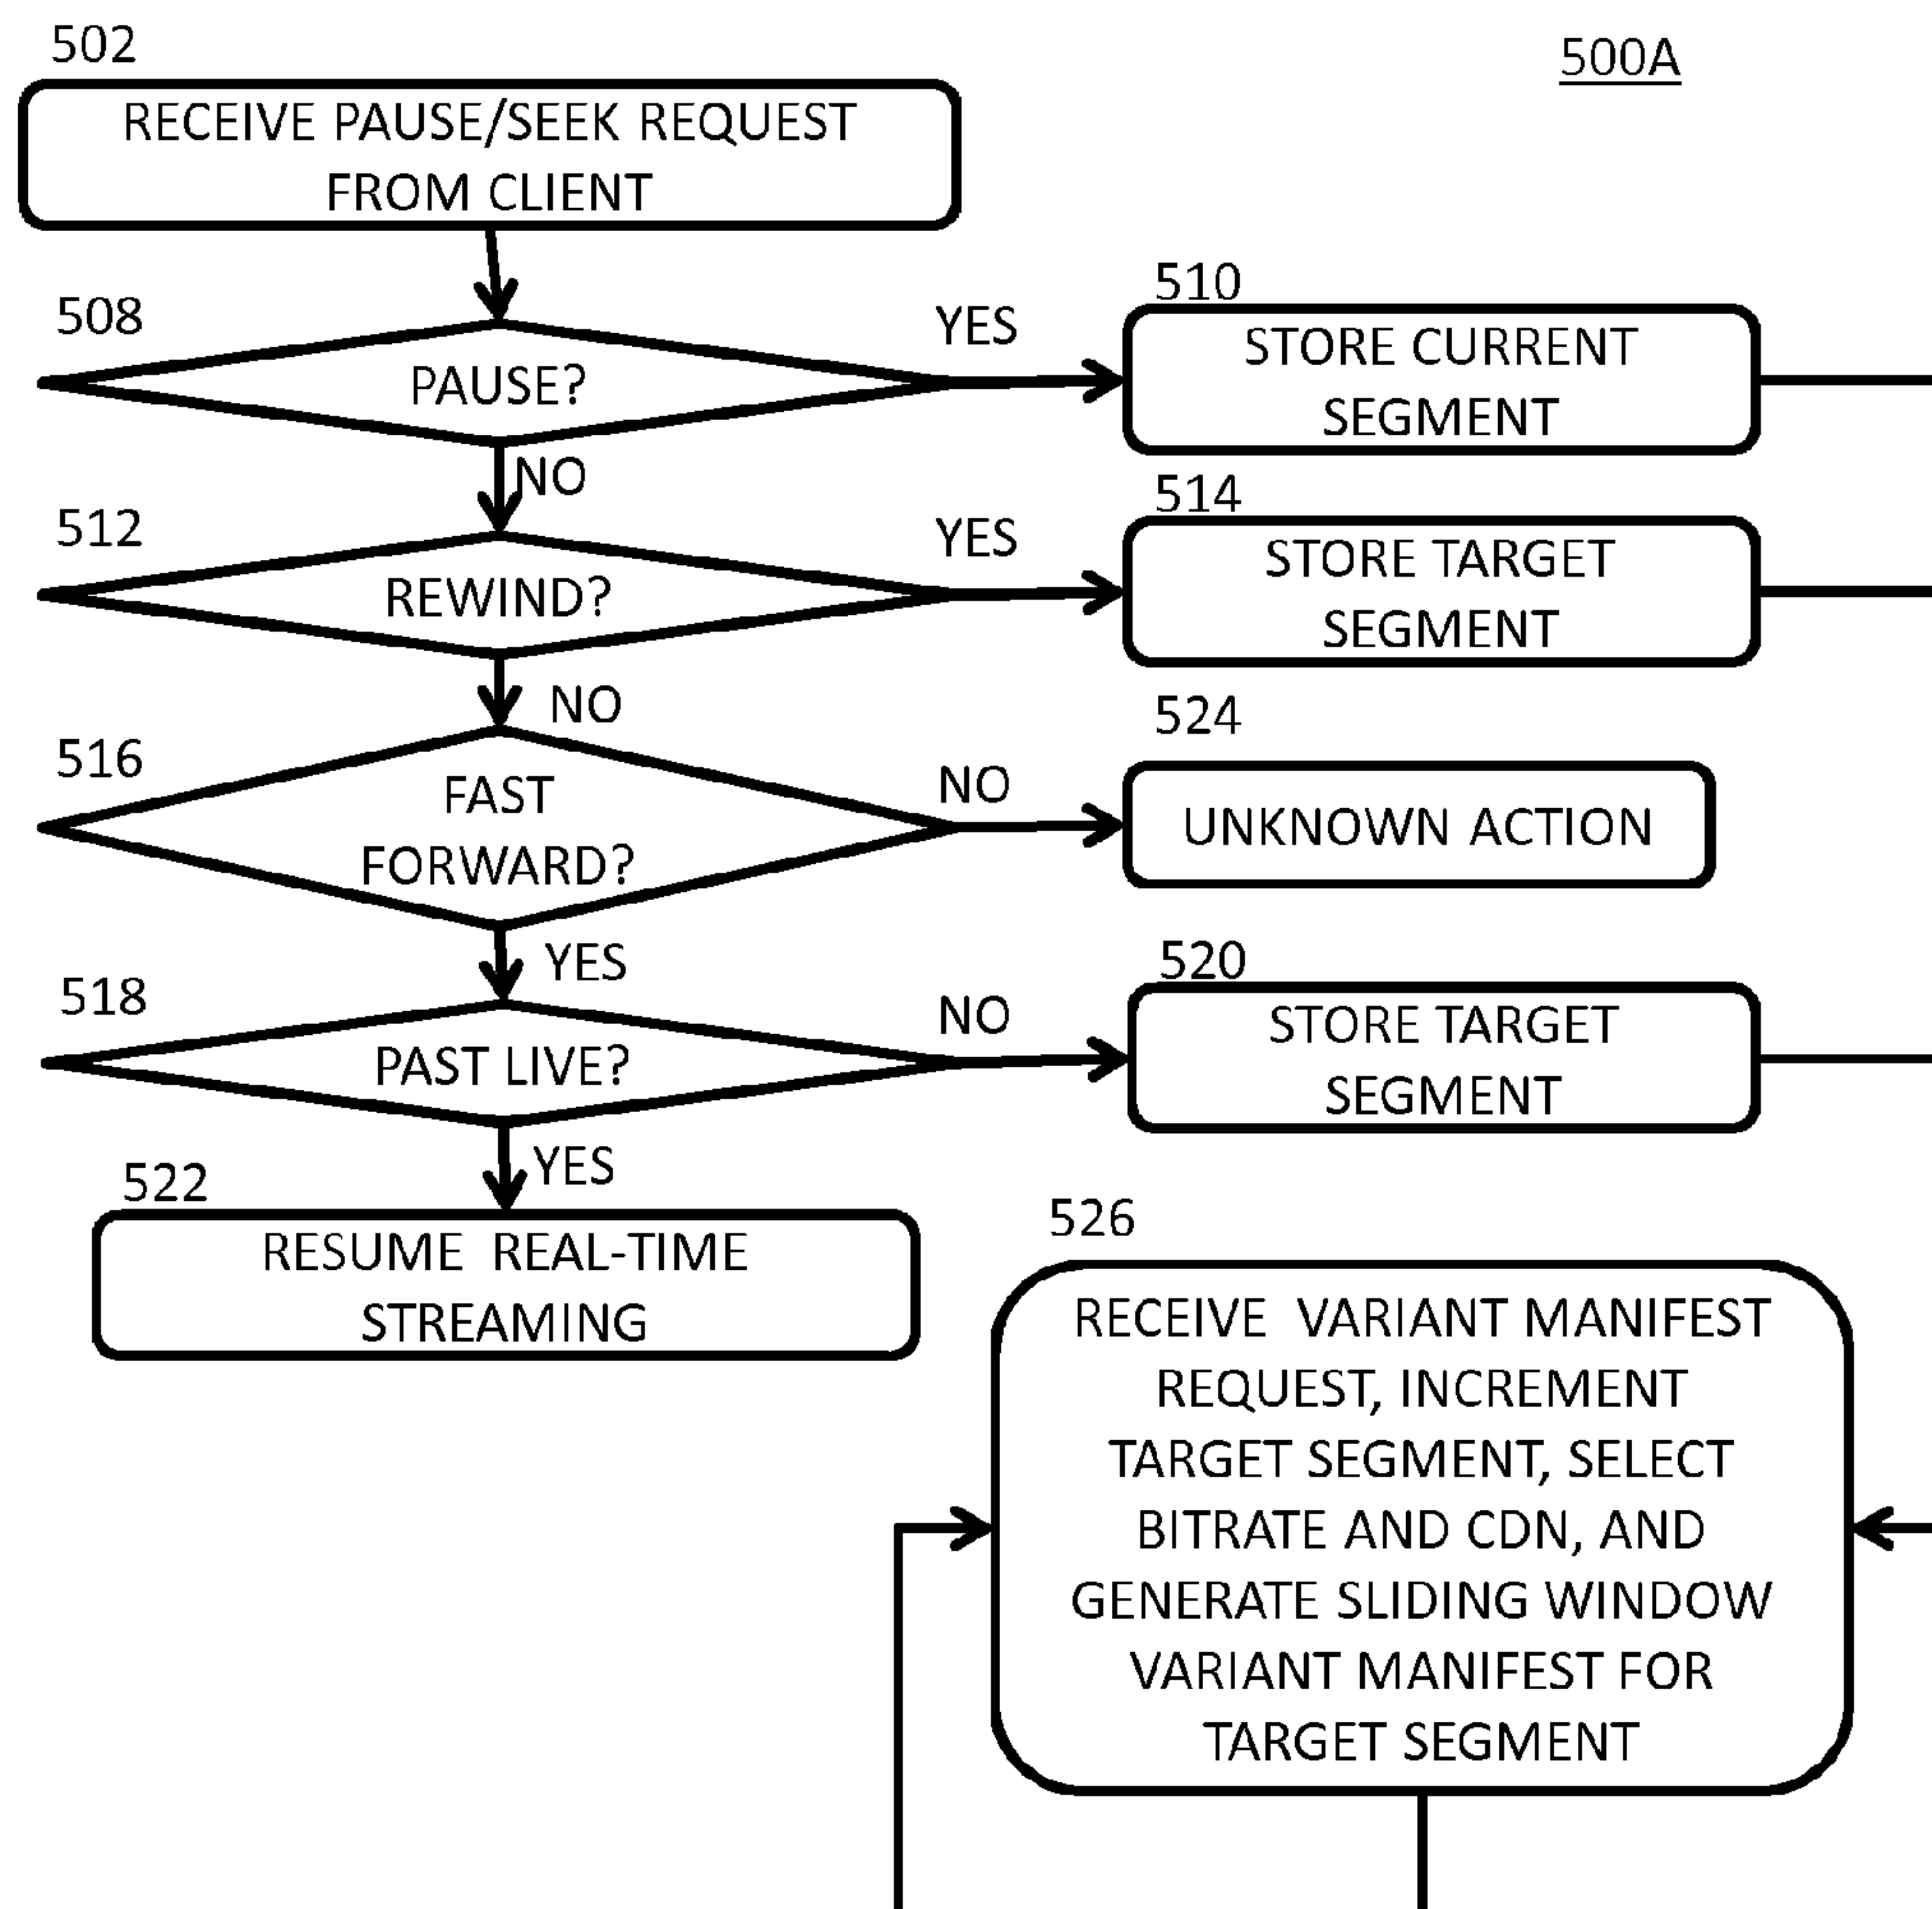 502
500A
RECEIVE PAUSE/SEEK REQUEST
FROM CLIENT
508
PAUSE?
YES
510
STORE CURRENT
SEGMENT
NO
512
REWIND?
YES
514
STORE TARGET
SEGMENT
NO
516
FAST
FORWARD?
NO
524
UNKNOWN ACTION
YES
518
PAST LIVE?
NO
520
STORE TARGET
SEGMENT
YES
522
RESUME REAL-TIME
STREAMING
526
RECEIVE VARIANT MANIFEST
REQUEST, INCREMENT
TARGET SEGMENT, SELECT
BITRATE AND CDN, AND
GENERATE SLIDING WINDOW
VARIANT MANIFEST FOR
TARGET SEGMENT